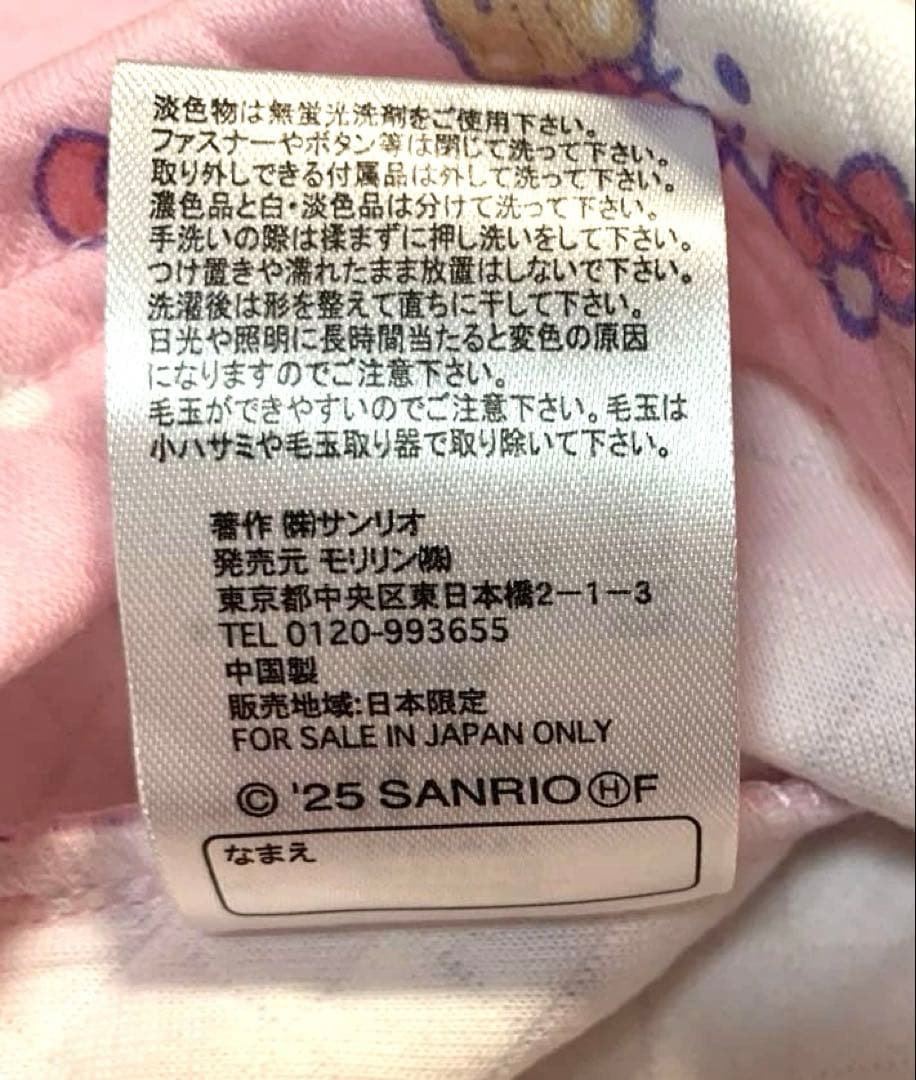 淡色物は無蛍光洗剤をご使用下さい。
ファスナーやボタン等は閉じて洗って下さい。
取り外しできる付属品は外して洗って下さい。
濃色品と白・淡色品は分けて洗って下さい。
手洗いの際は揉まずに押し洗いをして下さい。
つけ置きや濡れたまま放置はしないで下さい。
洗濯後は形を整えて直ちに干して下さい。
日光や照明に長時間当たると変色の原因
になりますのでご注意下さい。
毛玉ができやすいのでご注意下さい。毛玉は
小ハサミや毛玉取り器で取り除いて下さい。
著作 ㈱サンリオ
発売元 モリリン㈱
東京都中央区東日本橋2－1－3
TEL 0120-993655
中国製
販売地域:日本限定
FOR SALE IN JAPAN ONLY
© '25 SANRIO Ⓗ F
なまえ